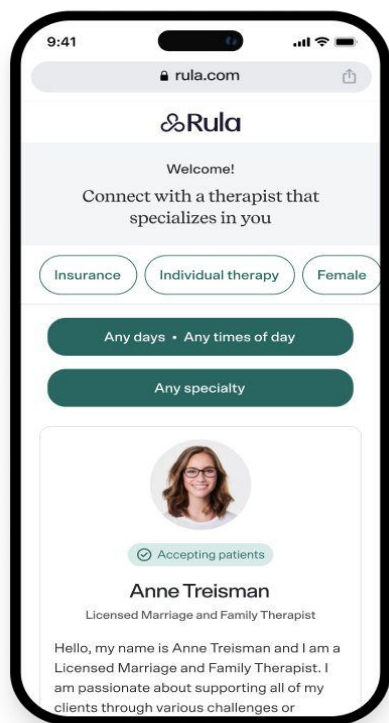 9:41
rula.com
Rula
Welcome!
Connect with a therapist that
specializes in you
Insurance
Individual therapy
Female
Any days • Any times of day
Any specialty
Accepting patients
Anne Treisman
Licensed Marriage and Family Therapist
Hello, my name is Anne Treisman and I am a
Licensed Marriage and Family Therapist. I
am passionate about supporting all of my
clients through various challenges or